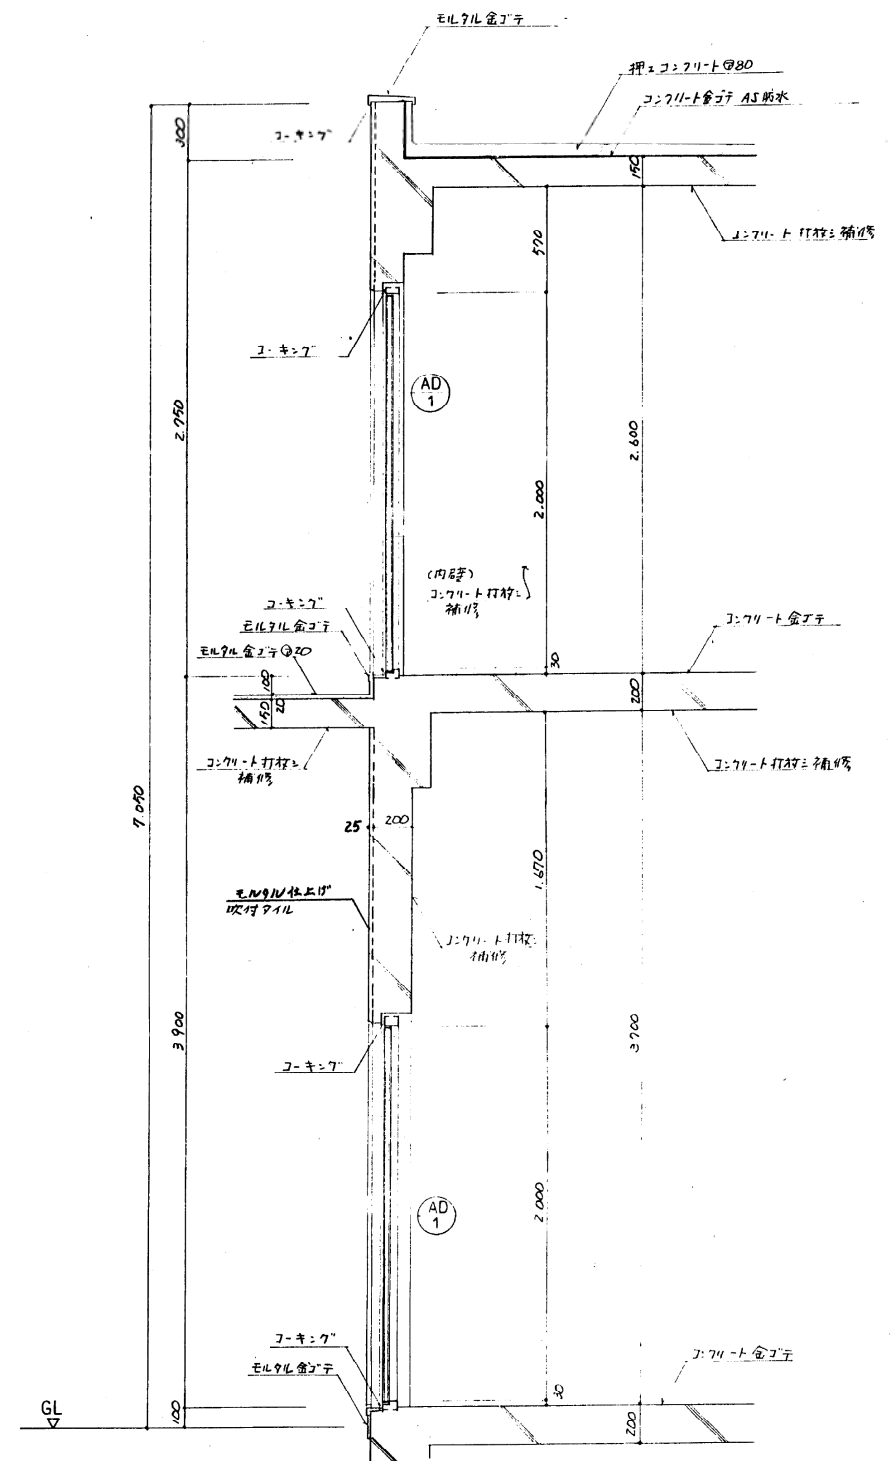 モルタル金ゴテ
押エコンクリート㋐80
コンクリート金ゴテ AS防水
コーキング
300
150
コンクリート打放シ補修
570
コーキング
AD
1
2.750
2.600
2.000
(内壁)
コンクリート打放シ
補修
コーキング
モルタル金ゴテ
モルタル金ゴテ㋐20
コンクリート金ゴテ
30
100
20
150
200
コンクリート打放シ
補修
コンクリート打放シ補修
7.050
25
200
1.670
モルタル仕上げ
吹付タイル
コンクリート打放シ
補修
3.900
3.700
コーキング
2.000
AD
1
コーキング
モルタル金ゴテ
コンクリート金ゴテ
30
GL
100
200